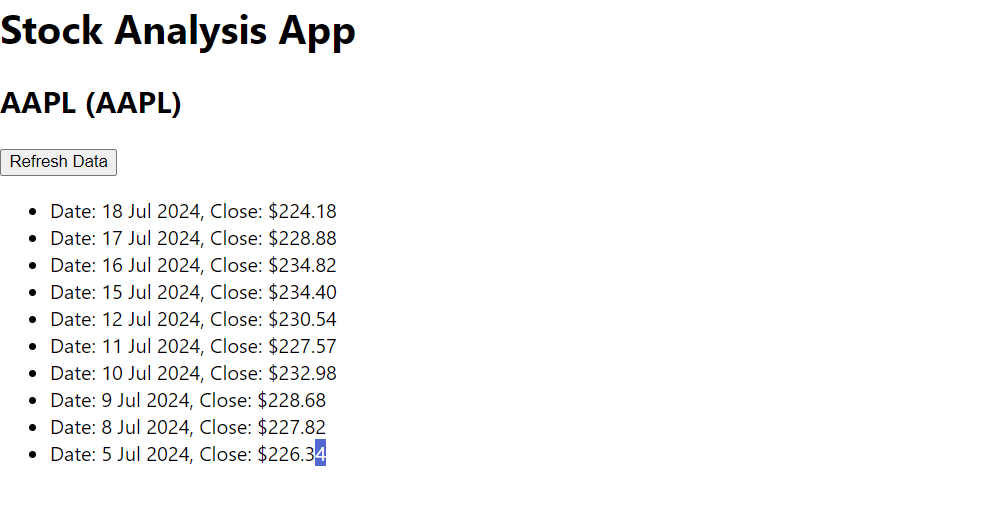 Stock Analysis App
AAPL (AAPL)
Refresh Data
Date: 18 Jul 2024, Close: $224.18
Date: 17 Jul 2024, Close: $228.88
Date: 16 Jul 2024, Close: $234.82
Date: 15 Jul 2024, Close: $234.40
Date: 12 Jul 2024, Close: $230.54
Date: 11 Jul 2024, Close: $227.57
Date: 10 Jul 2024, Close: $232.98
Date: 9 Jul 2024, Close: $228.68
Date: 8 Jul 2024, Close: $227.82
Date: 5 Jul 2024, Close: $226.34